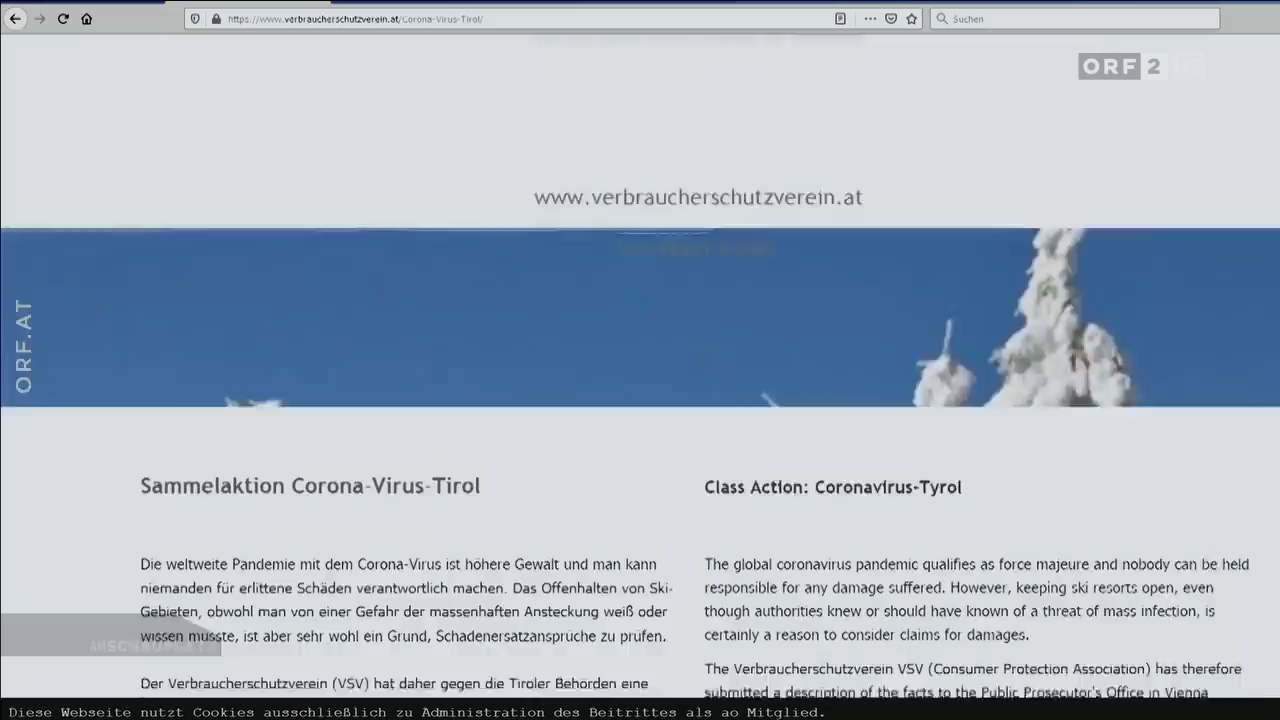 https://www.verbraucherschutzverein.at/Corona-Virus-Tirol/
Suchen
ORF 2
www.verbraucherschutzverein.at
ORF.AT
Sammelaktion Corona-Virus-Tirol
Die weltweite Pandemie mit dem Corona-Virus ist höhere Gewalt und man kann
niemanden für erlittene Schäden verantwortlich machen. Das Offenhalten von Ski-
Gebieten, obwohl man von einer Gefahr der massenhaften Ansteckung weiß oder
wissen musste, ist aber sehr wohl ein Grund, Schadenersatzansprüche zu prüfen.
Der Verbraucherschutzverein (VSV) hat daher gegen die Tiroler Behörden eine
Class Action: Coronavirus-Tyrol
The global coronavirus pandemic qualifies as force majeure and nobody can be held
responsible for any damage suffered. However, keeping ski resorts open, even
though authorities knew or should have known of a threat of mass infection, is
certainly a reason to consider claims for damages.
The Verbraucherschutzverein VSV (Consumer Protection Association) has therefore
submitted a description of the facts to the Public Prosecutor's Office in Vienna
Diese Webseite nutzt Cookies ausschließlich zu Administration des Beitrittes als ao Mitglied.